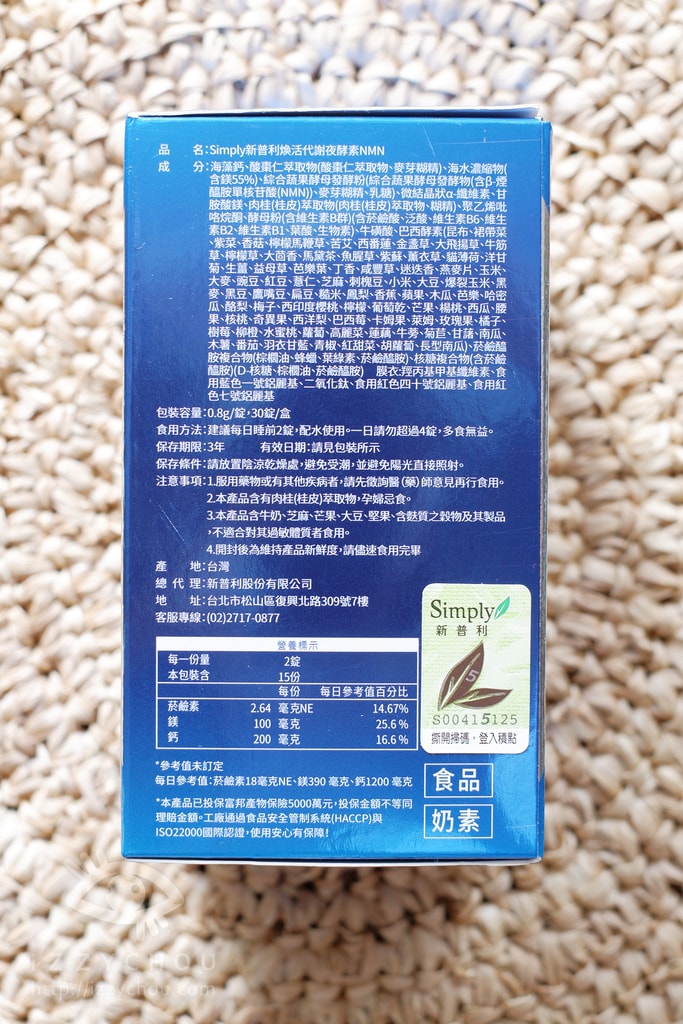 品　名:Simply新普利煥活代謝夜酵素NMN
成　分:海藻鈣、酸棗仁萃取物(酸棗仁萃取物、麥芽糊精)、海水濃縮物(
含鎂55%)、綜合蔬果酵母發酵粉(綜合蔬果酵母發酵物(含β-煙
醯胺單核苷酸(NMN))、麥芽糊精、乳糖)、微結晶狀α-纖維素、甘
胺酸鎂、肉桂(桂皮)萃取物(肉桂(桂皮)萃取物、糊精)、聚乙烯吡
咯烷酮、酵母粉(含維生素B群)(含菸鹼酸、泛酸、維生素B6、維生
素B2、維生素B1、葉酸、生物素)、牛磺酸、巴西酵素(昆布、裙帶菜
、紫菜、香菇、檸檬馬鞭草、苦艾、西番蓮、金盞草、大飛揚草、牛筋
草、檸檬草、大茴香、馬黛茶、魚腥草、紫蘇、薰衣草、貓薄荷、洋甘
菊、生薑、益母草、芭樂葉、丁香、咸豐草、迷迭香、燕麥片、玉米、
大麥、豌豆、紅豆、薏仁、芝麻、刺槐豆、小米、大豆、爆裂玉米、黑
麥、黑豆、鷹嘴豆、扁豆、糙米、鳳梨、香蕉、蘋果、木瓜、芭樂、哈密
瓜、酪梨、梅子、西印度櫻桃、檸檬、葡萄乾、芒果、楊桃、西瓜、腰
果、核桃、奇異果、西洋梨、巴西莓、卡姆果、萊姆、玫瑰果、橘子、
樹莓、柳橙、水蜜桃、蘿蔔、高麗菜、蓮藕、牛蒡、菊苣、甘藷、南瓜、
木薯、番茄、羽衣甘藍、青椒、紅甜菜、胡蘿蔔、長型南瓜)、菸鹼醯
胺複合物(棕櫚油、蜂蠟、葉綠素、菸鹼醯胺)、核糖複合物(含菸鹼
醯胺)(D-核糖、棕櫚油、菸鹼醯胺)　膜衣:羥丙基甲基纖維素、食
用藍色一號鋁麗基、二氧化鈦、食用紅色四十號鋁麗基、食用紅
色七號鋁麗基
包裝容量:0.8g/錠，30錠/盒
食用方法:建議每日睡前2錠，配水使用。一日請勿超過4錠，多食無益。
保存期限:3年　有效日期:請見包裝所示
保存條件:請放置陰涼乾燥處，避免受潮，並避免陽光直接照射。
注意事項:1.服用藥物或有其他疾病者，請先徵詢醫(藥)師意見再行食用。
2.本產品含有肉桂(桂皮)萃取物，孕婦忌食。
3.本產品含牛奶、芝麻、芒果、大豆、堅果、含麩質之穀物及其製品
，不適合對其過敏體質者食用。
4.開封後為維持產品新鮮度，請儘速食用完畢
產　地:台灣
總代理:新普利股份有限公司
地　址:台北市松山區復興北路309號7樓
客服專線:(02)2717-0877
營養標示
每一份量　2錠
本包裝含　15份
每份　每日參考值百分比
菸鹼素　2.64 毫克NE　14.67%
鎂　100 毫克　25.6%
鈣　200 毫克　16.6%
*參考值未訂定
每日參考值:菸鹼素18毫克NE、鎂390 毫克、鈣1200 毫克
*本產品已投保富邦產物保險5000萬元，投保金額不等同
理賠金額。工廠通過食品安全管制系統(HACCP)與
ISO22000國際認證，使用安心有保障!
Simply
新普利
5
S00415125
撕開掃碼，登入積點
食品
奶素
IZZYCHOU
http://izzychou.com